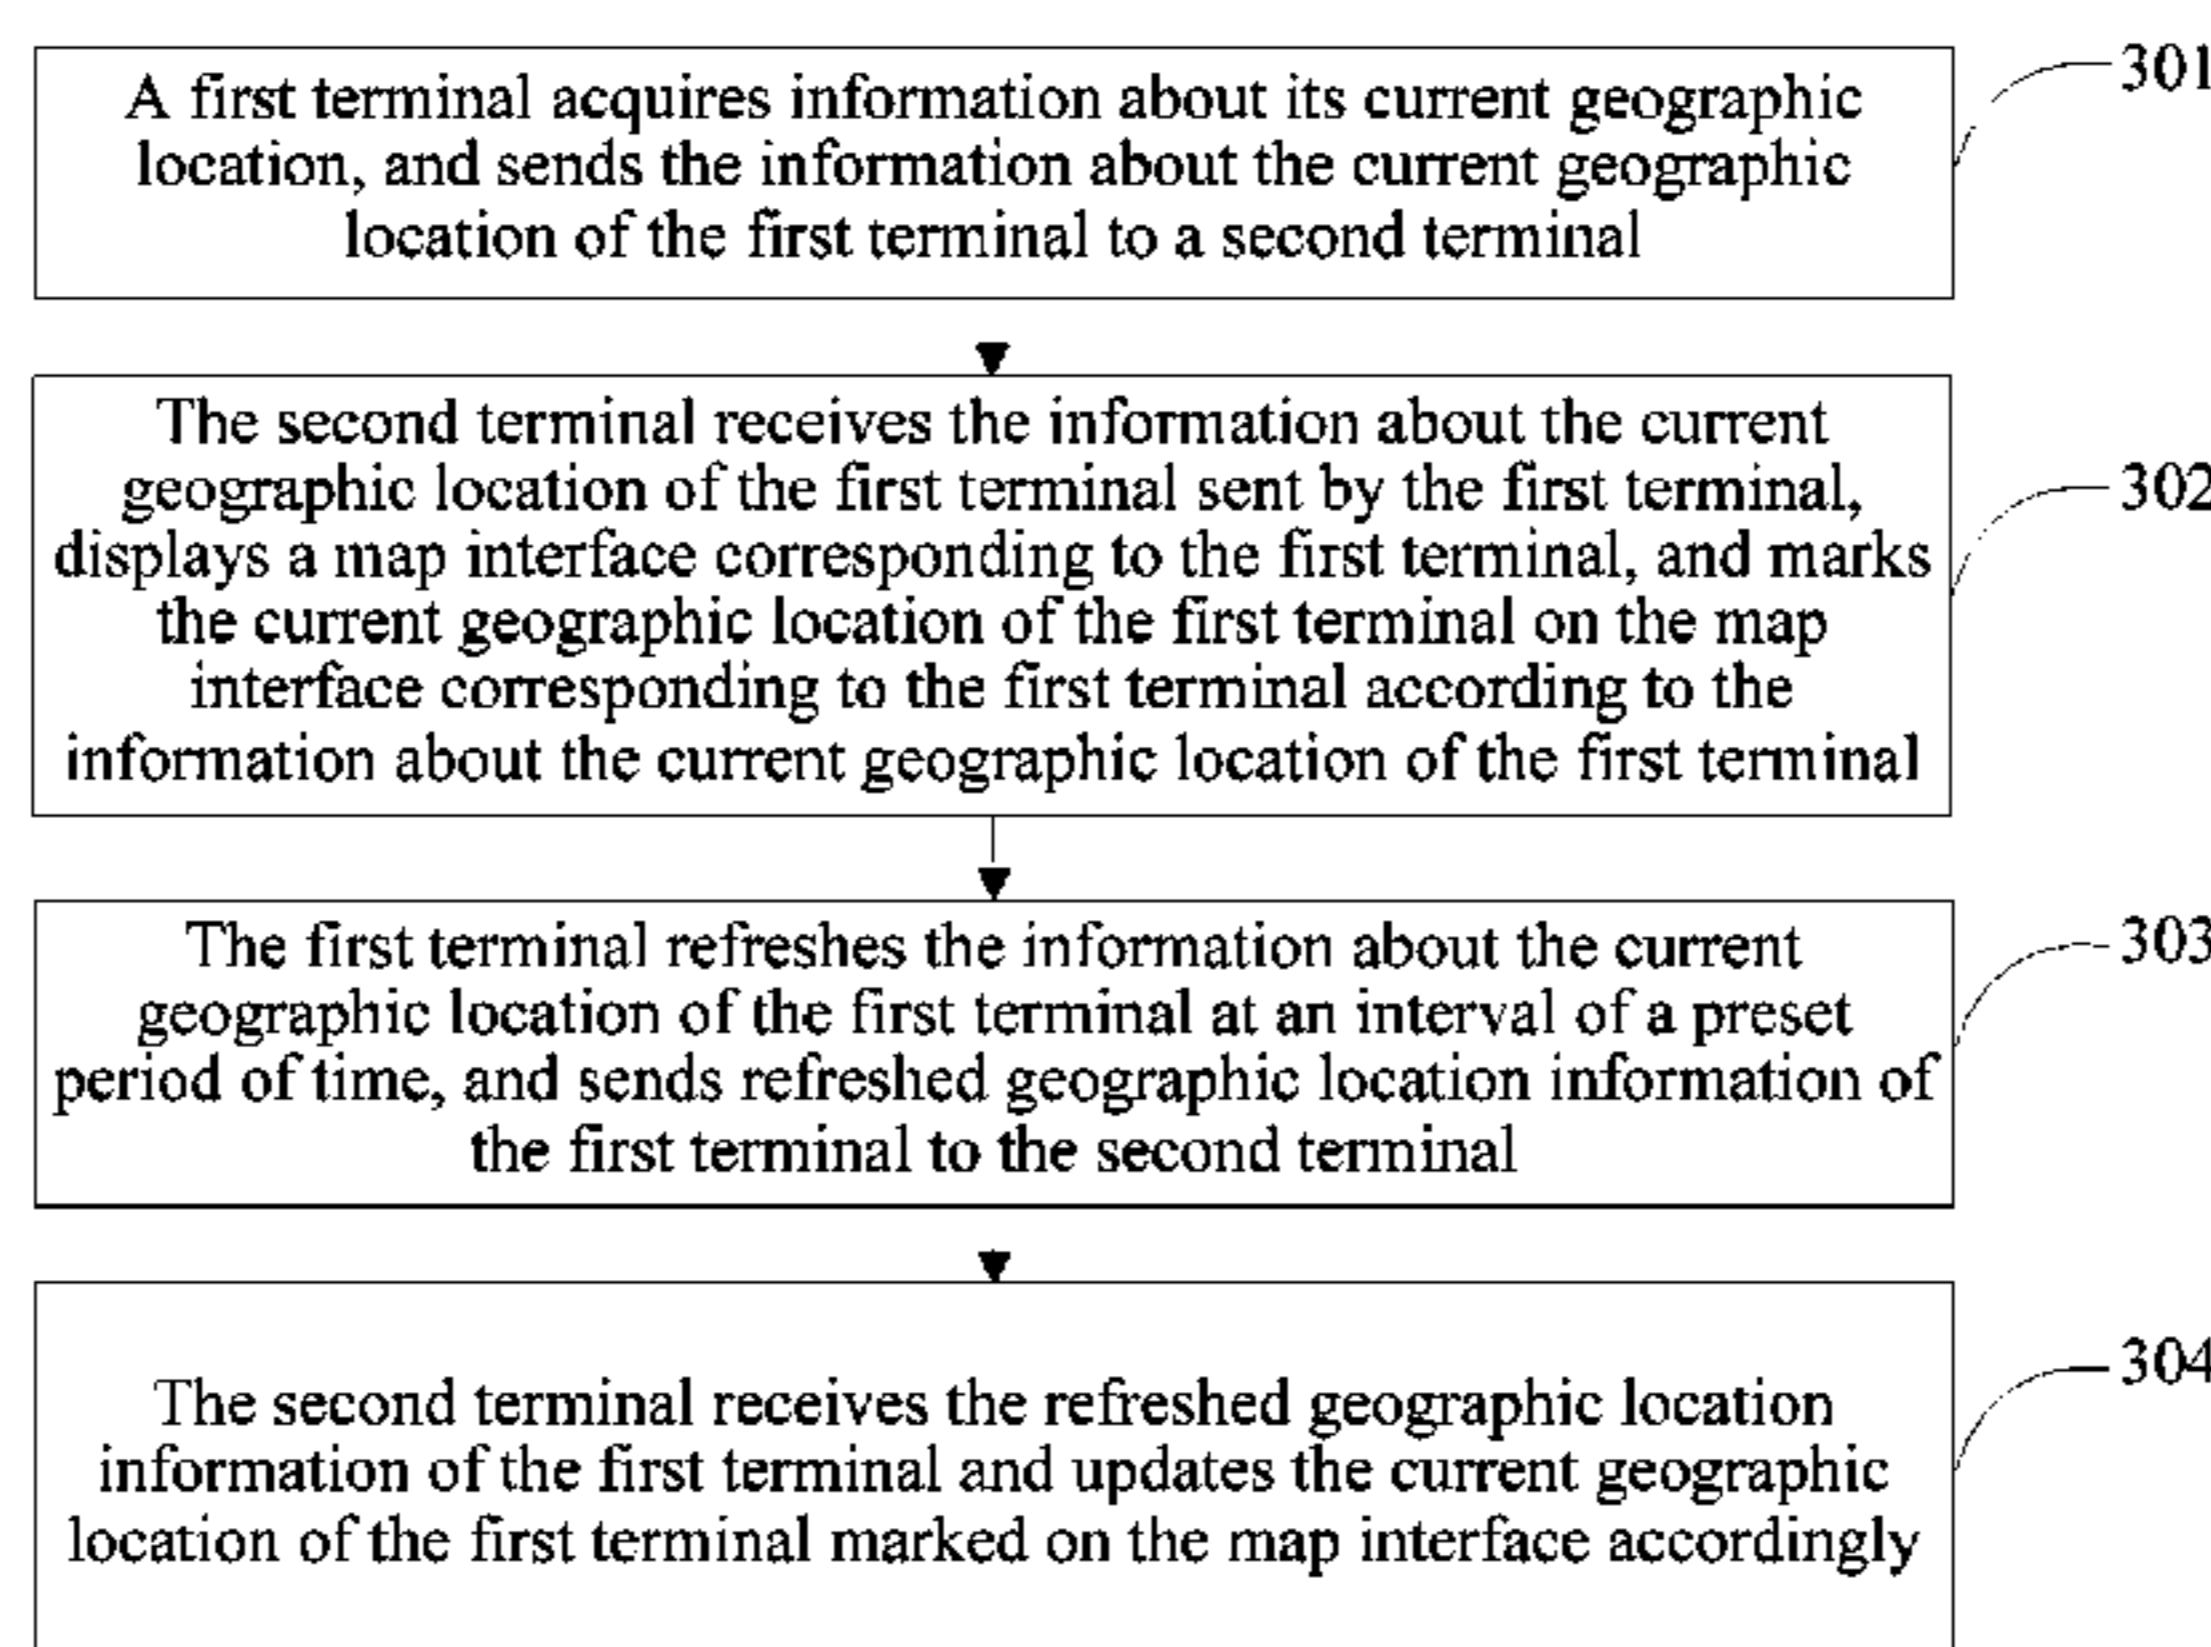 A first terminal acquires information about its current geographic
location, and sends the information about the current geographic
location of the first terminal to a second terminal
301
The second terminal receives the information about the current
geographic location of the first terminal sent by the first terminal,
displays a map interface corresponding to the first terminal, and marks
the current geographic location of the first terminal on the map
interface corresponding to the first terminal according to the
information about the current geographic location of the first terminal
302
The first terminal refreshes the information about the current
geographic location of the first terminal at an interval of a preset
period of time, and sends refreshed geographic location information of
the first terminal to the second terminal
303
The second terminal receives the refreshed geographic location
information of the first terminal and updates the current geographic
location of the first terminal marked on the map interface accordingly
304